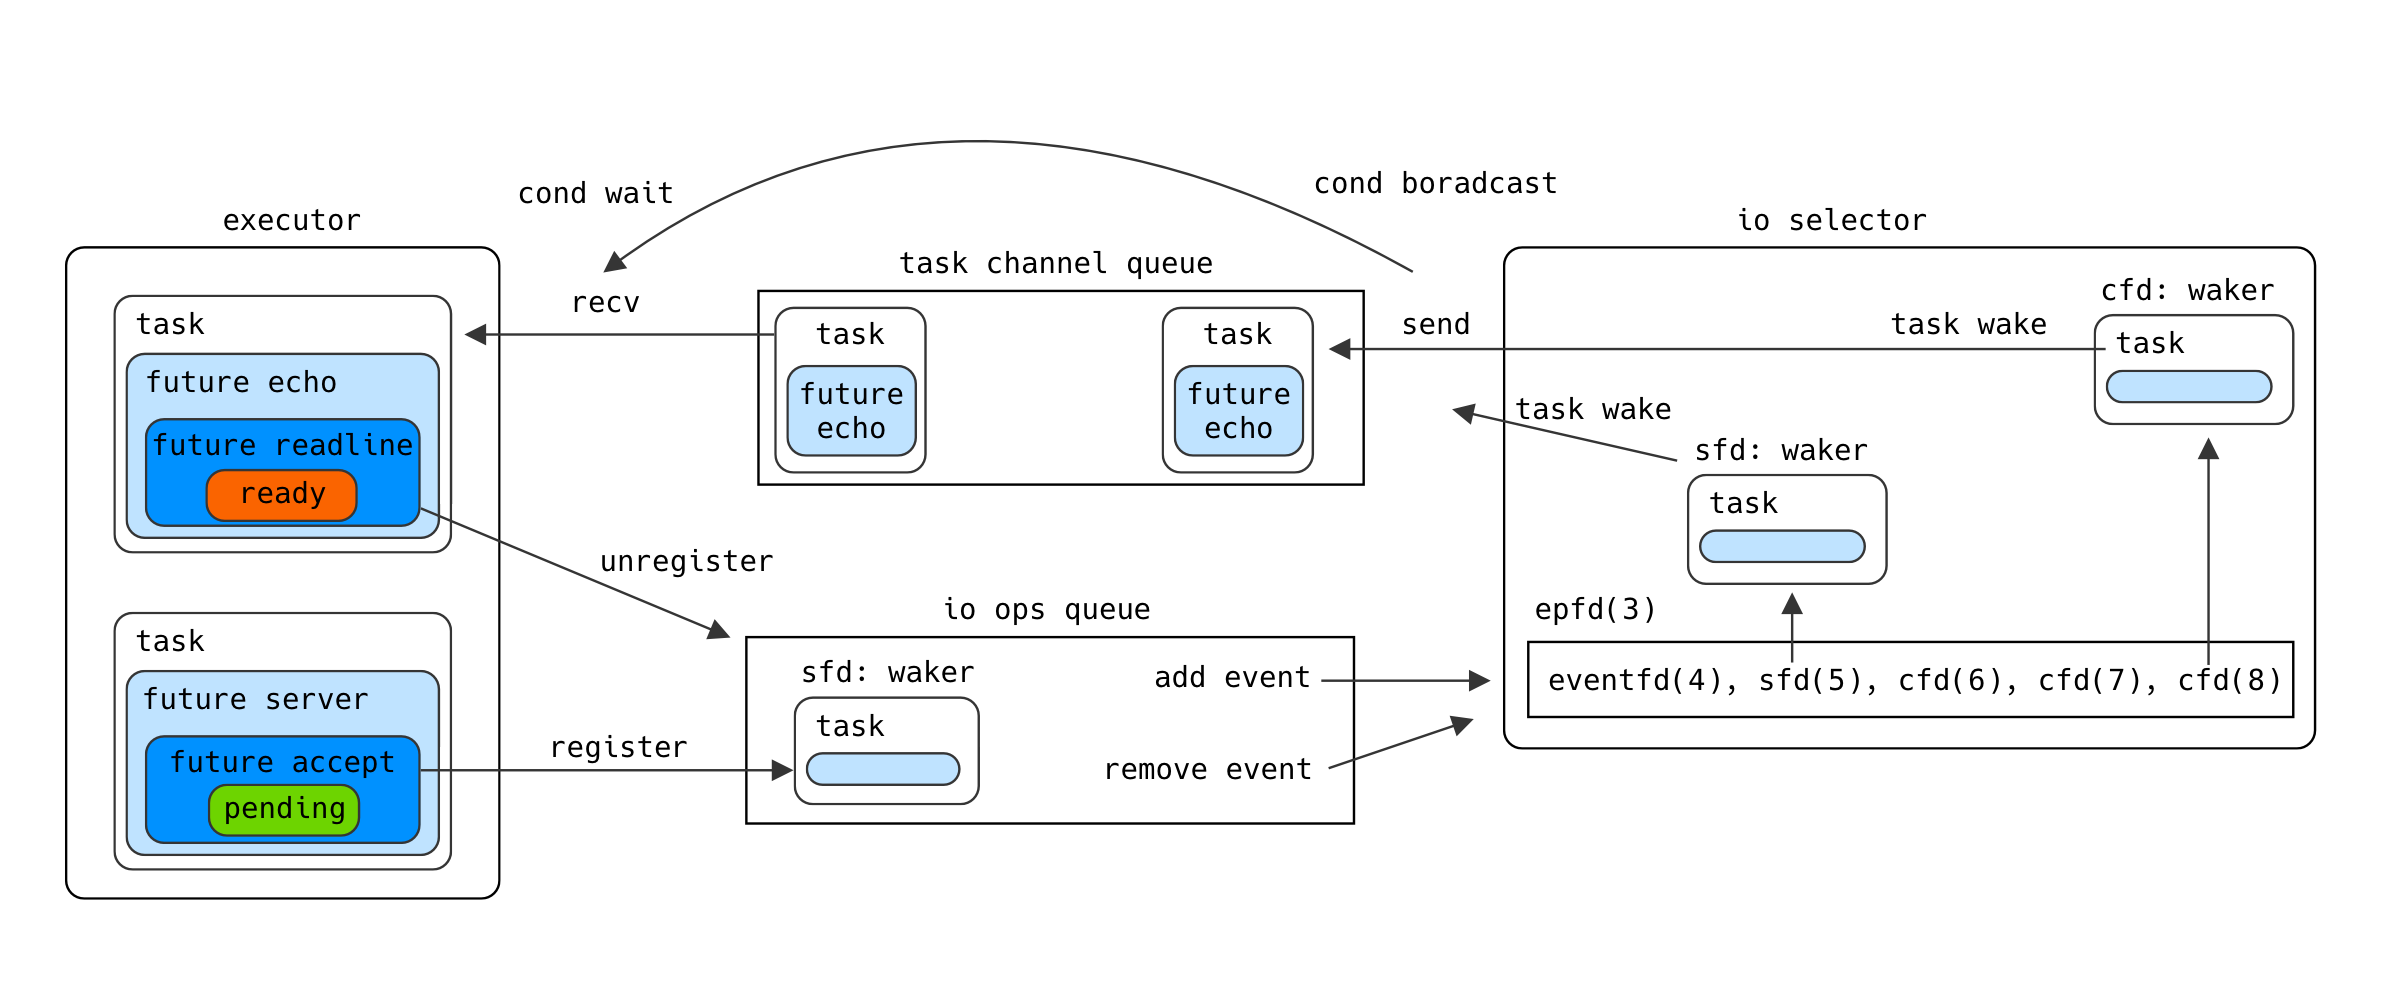 cond wait
cond boradcast
executor
task
future echo
future readline
ready
task
future server
future accept
pending
recv
unregister
register
task channel queue
task
future
echo
task
future
echo
send
io ops queue
sfd: waker
task
add event
remove event
io selector
cfd: waker
task wake
task
task wake
sfd: waker
task
epfd(3)
eventfd(4), sfd(5), cfd(6), cfd(7), cfd(8)